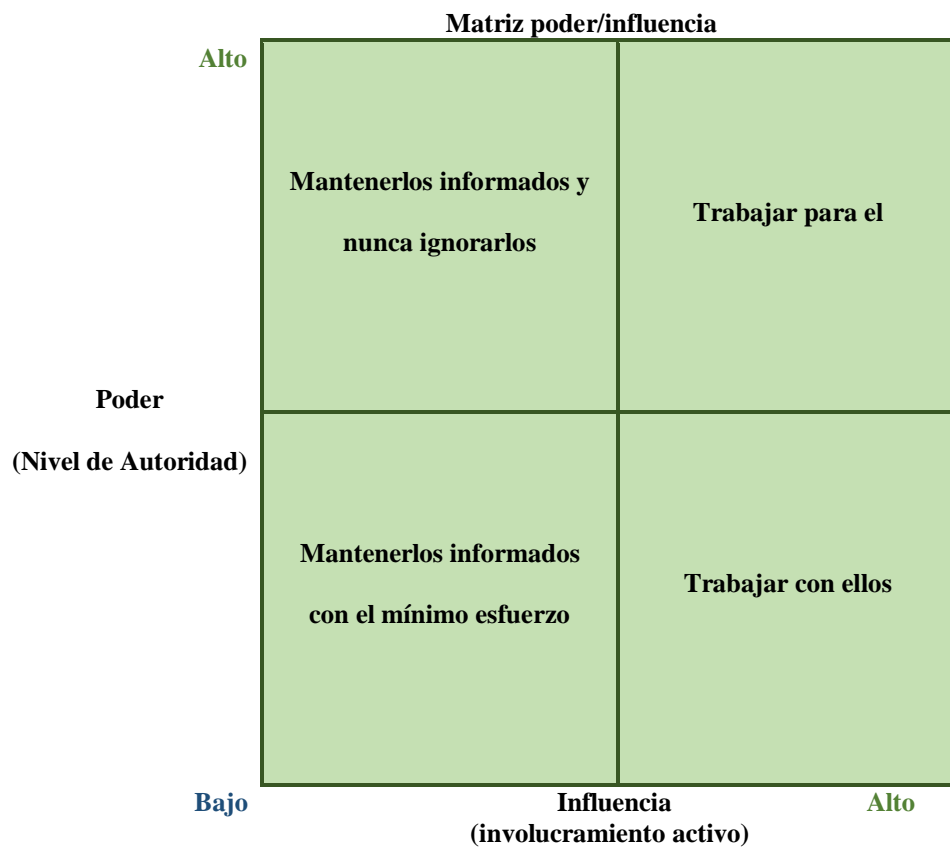 Matriz poder/influencia
Alto
Mantenerlos informados y
nunca ignorarlos
Trabajar para el
Poder
(Nivel de Autoridad)
Mantenerlos informados
con el mínimo esfuerzo
Trabajar con ellos
Bajo
Influencia
(involucramiento activo)
Alto